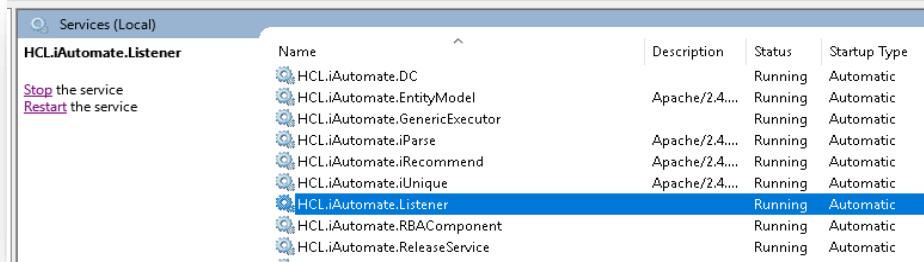 Services (Local)
HCL.iAutomate.Listener
Stop the service
Restart the service
Name Description Status Startup Type
HCL.iAutomate.DC Running Automatic
HCL.iAutomate.EntityModel Apache/2.4.... Running Automatic
HCL.iAutomate.GenericExecutor Running Automatic
HCL.iAutomate.iParse Apache/2.4.... Running Automatic
HCL.iAutomate.iRecommend Apache/2.4.... Running Automatic
HCL.iAutomate.iUnique Apache/2.4.... Running Automatic
HCL.iAutomate.Listener Running Automatic
HCL.iAutomate.RBAComponent Running Automatic
HCL.iAutomate.ReleaseService Running Automatic